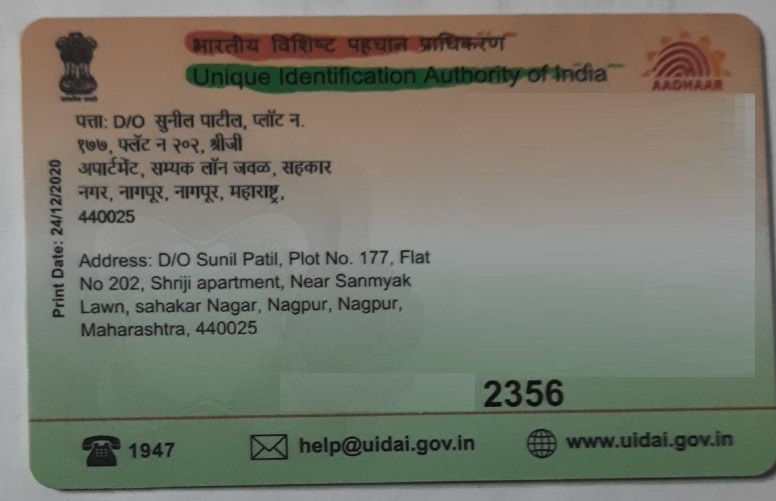 भारतीय विशिष्ट पहचान प्राधिकरण
Unique Identification Authority of India
AADHAAR
पत्ता: D/O सुनील पाटील, प्लॉट न.
१७७, फ्लॅट न २०२, श्रीजी
अपार्टमेंट, सम्यक लॉन जवळ, सहकार
नगर, नागपूर, नागपूर, महाराष्ट्र,
440025
Print Date: 24/12/2020
Address: D/O Sunil Patil, Plot No. 177, Flat
No 202, Shriji apartment, Near Sanmyak
Lawn, sahakar Nagar, Nagpur, Nagpur,
Maharashtra, 440025
2356
1947
help@uidai.gov.in
www.uidai.gov.in